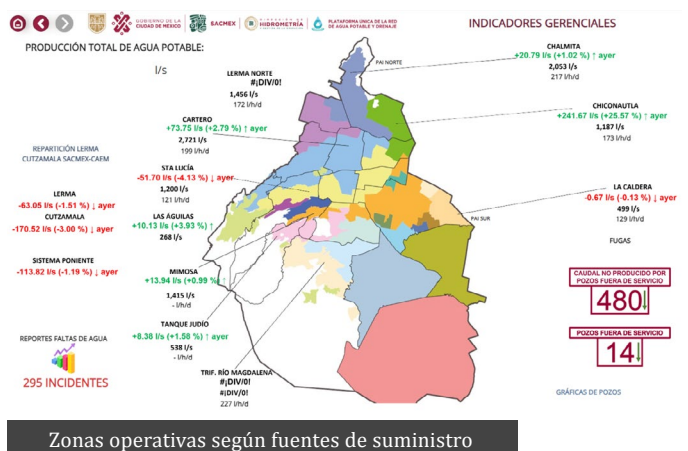 GOBIERNO DE LA
CIUDAD DE MÉXICO
SACMEX
HIDROMETRÍA
PLATAFORMA ÚNICA DE LA RED
DE AGUA POTABLE Y DRENAJE
INDICADORES GERENCIALES
PRODUCCIÓN TOTAL DE AGUA POTABLE:
l/s
CHALMITA
+20.79 l/s (+1.02 %) ↑ ayer
2,053 l/s
217 l/h/d
PAI NORTE
LERMA NORTE
#¡DIV/0!
1,456 l/s
172 l/h/d
CHICONAUTLA
+241.67 l/s (+25.57 %) ↑ ayer
1,187 l/s
173 l/h/d
CARTERO
+73.75 l/s (+2.79 %) ↑ ayer
2,721 l/s
199 l/h/d
REPARTICIÓN LERMA
CUTZAMALA SACMEX-CAEM
STA LUCÍA
-51.70 l/s (-4.13 %) ↓ ayer
1,200 l/s
121 l/h/d
LERMA
-63.05 l/s (-1.51 %) ↓ ayer
CUTZAMALA
-170.52 l/s (-3.00 %) ↓ ayer
LA CALDERA
-0.67 l/s (-0.13 %) ↓ ayer
499 l/s
129 l/h/d
LAS AGUILAS
+10.13 l/s (+3.93 %) ↑
268 l/s
PAI SUR
FUGAS
SISTEMA PONIENTE
-113.82 l/s (-1.19 %) ↓ ayer
MIMOSA
+13.94 l/s (+0.99 % ↑
1,415 l/s
- l/h/d
CAUDAL NO PRODUCIDO POR
POZOS FUERA DE SERVICIO
480↓
TANQUE JUDÍO
+8.38 l/s (+1.58 %) ↑ ayer
538 l/s
- l/h/d
POZOS FUERA DE SERVICIO
14↓
REPORTES FALTAS DE AGUA
295 INCIDENTES
TRIF. RÍO MAGDALENA
#¡DIV/0!
#¡DIV/0!
227 l/h/d
GRÁFICAS DE POZOS
Zonas operativas según fuentes de suministro